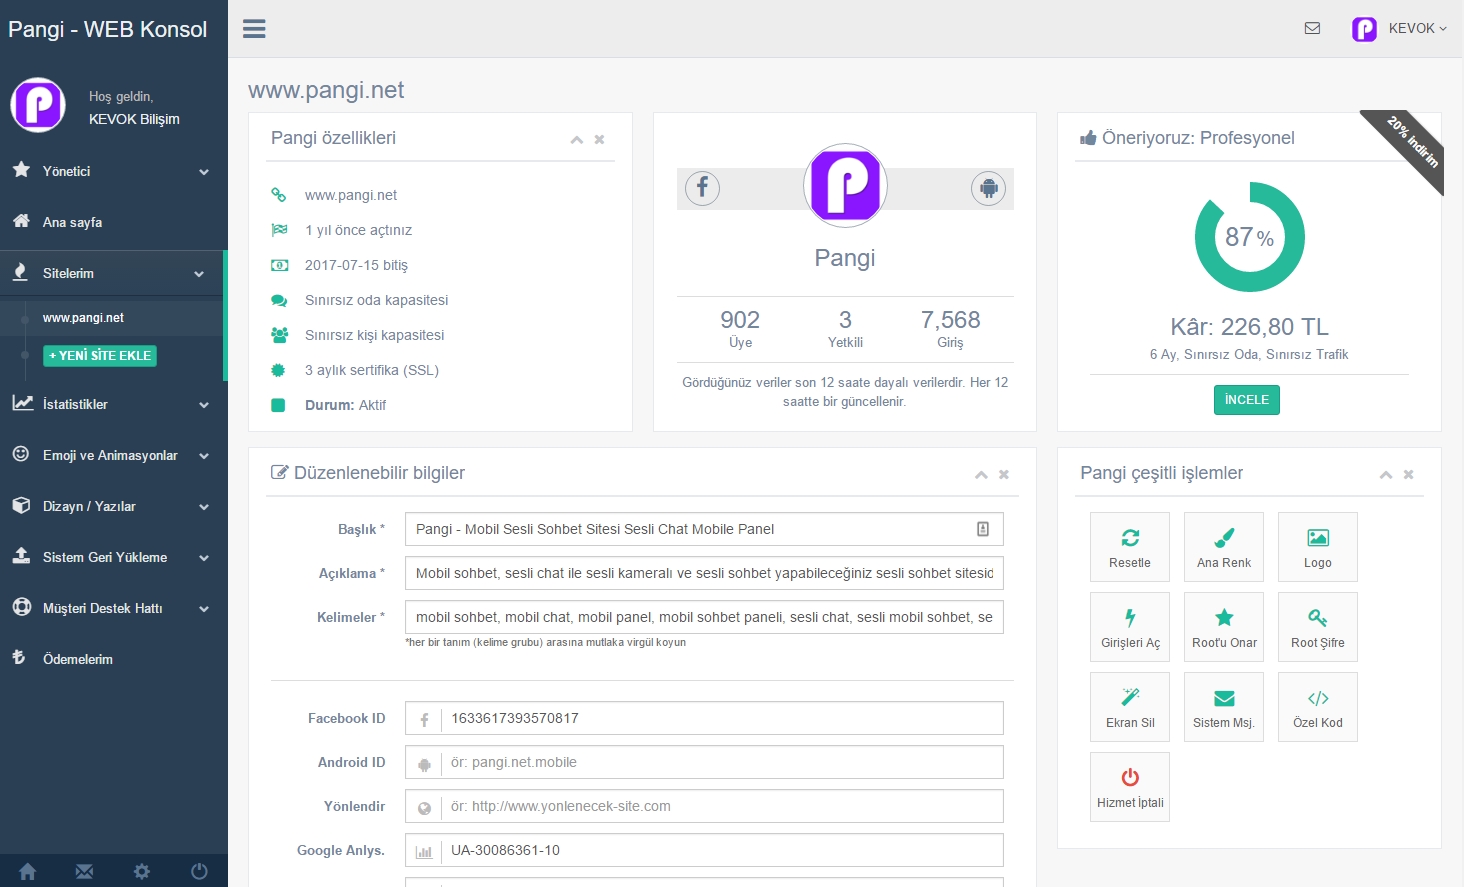 Pangi - WEB Konsol
KEVOK
Hoş geldin,
KEVOK Bilişim
Yönetici
Ana sayfa
Sitelerim
www.pangi.net
+ YENİ SİTE EKLE
İstatistikler
Emoji ve Animasyonlar
Dizayn / Yazılar
Sistem Geri Yükleme
Müşteri Destek Hattı
Ödemelerim
www.pangi.net
Pangi özellikleri
www.pangi.net
1 yıl önce açtınız
2017-07-15 bitiş
Sınırsız oda kapasitesi
Sınırsız kişi kapasitesi
3 aylık sertifika (SSL)
Durum: Aktif
Pangi
902
Üye
3
Yetkili
7,568
Giriş
Gördüğünüz veriler son 12 saate dayalı verilerdir. Her 12
saatte bir güncellenir.
Öneriyoruz: Profesyonel
20% indirim
87%
Kâr: 226,80 TL
6 Ay, Sınırsız Oda, Sınırsız Trafik
İNCELE
Düzenlenebilir bilgiler
Başlık * Pangi - Mobil Sesli Sohbet Sitesi Sesli Chat Mobile Panel
Açıklama * Mobil sohbet, sesli chat ile sesli kameralı ve sesli sohbet yapabileceğiniz sesli sohbet sitesid
Kelimeler * mobil sohbet, mobil chat, mobil panel, mobil sohbet paneli, sesli chat, sesli mobil sohbet, se
*her bir tanım (kelime grubu) arasına mutlaka virgül koyun
Facebook ID 1633617393570817
Android ID ör: pangi.net.mobile
Yönlendir ör: http://www.yonlenecek-site.com
Google Anlys. UA-30086361-10
Pangi çeşitli işlemler
Resetle
Ana Renk
Logo
Girişleri Aç
Root'u Onar
Root Şifre
Ekran Sil
Sistem Msj.
Özel Kod
Hizmet İptali